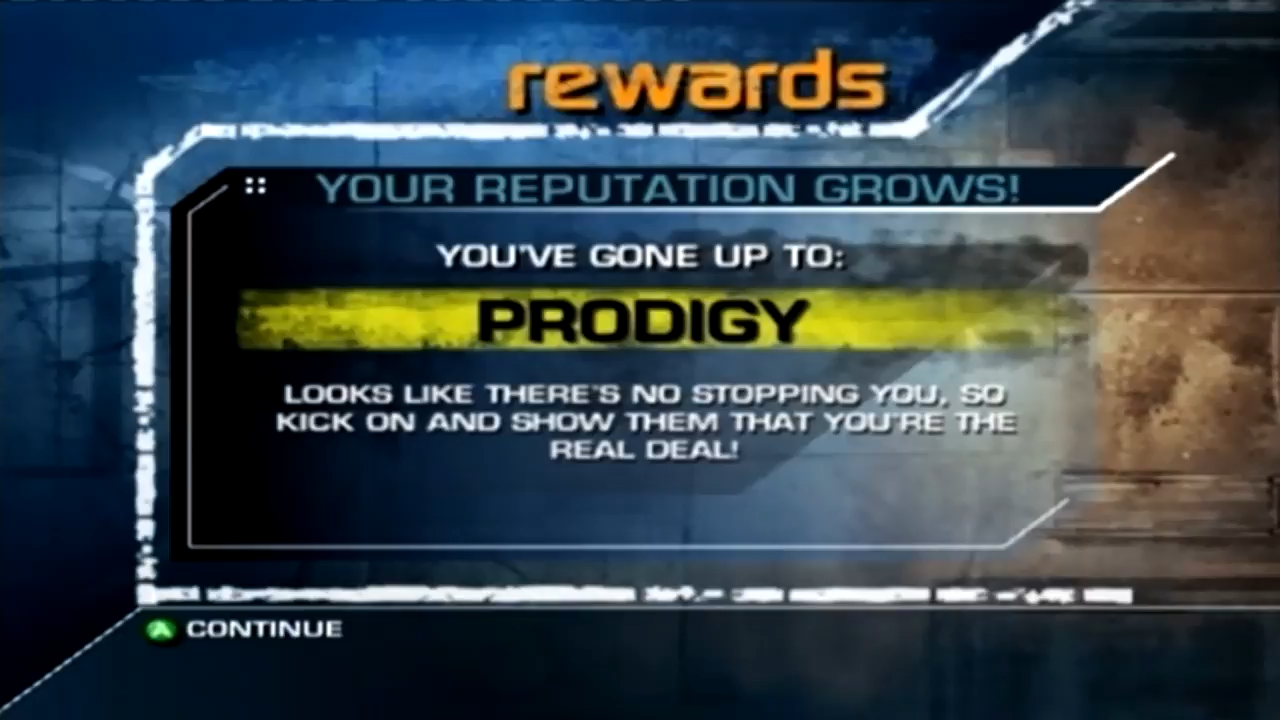 rewards
YOUR REPUTATION GROWS!
YOU'VE GONE UP TO:
PRODIGY
LOOKS LIKE THERE'S NO STOPPING YOU, SO
KICK ON AND SHOW THEM THAT YOU'RE THE
REAL DEAL!
A CONTINUE